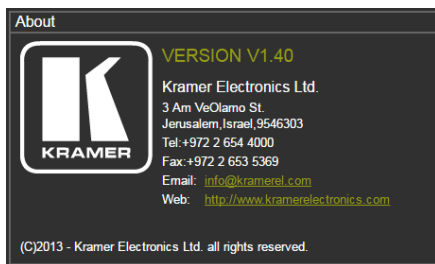 About
VERSION V1.40
KRAMER
Kramer Electronics Ltd.
3 Am VeOlamo St.
Jerusalem,Israel,9546303
Tel:+972 2 654 4000
Fax:+972 2 653 5369
Email: info@kramerel.com
Web: http://www.kramerelectronics.com
(C)2013 - Kramer Electronics Ltd. all rights reserved.